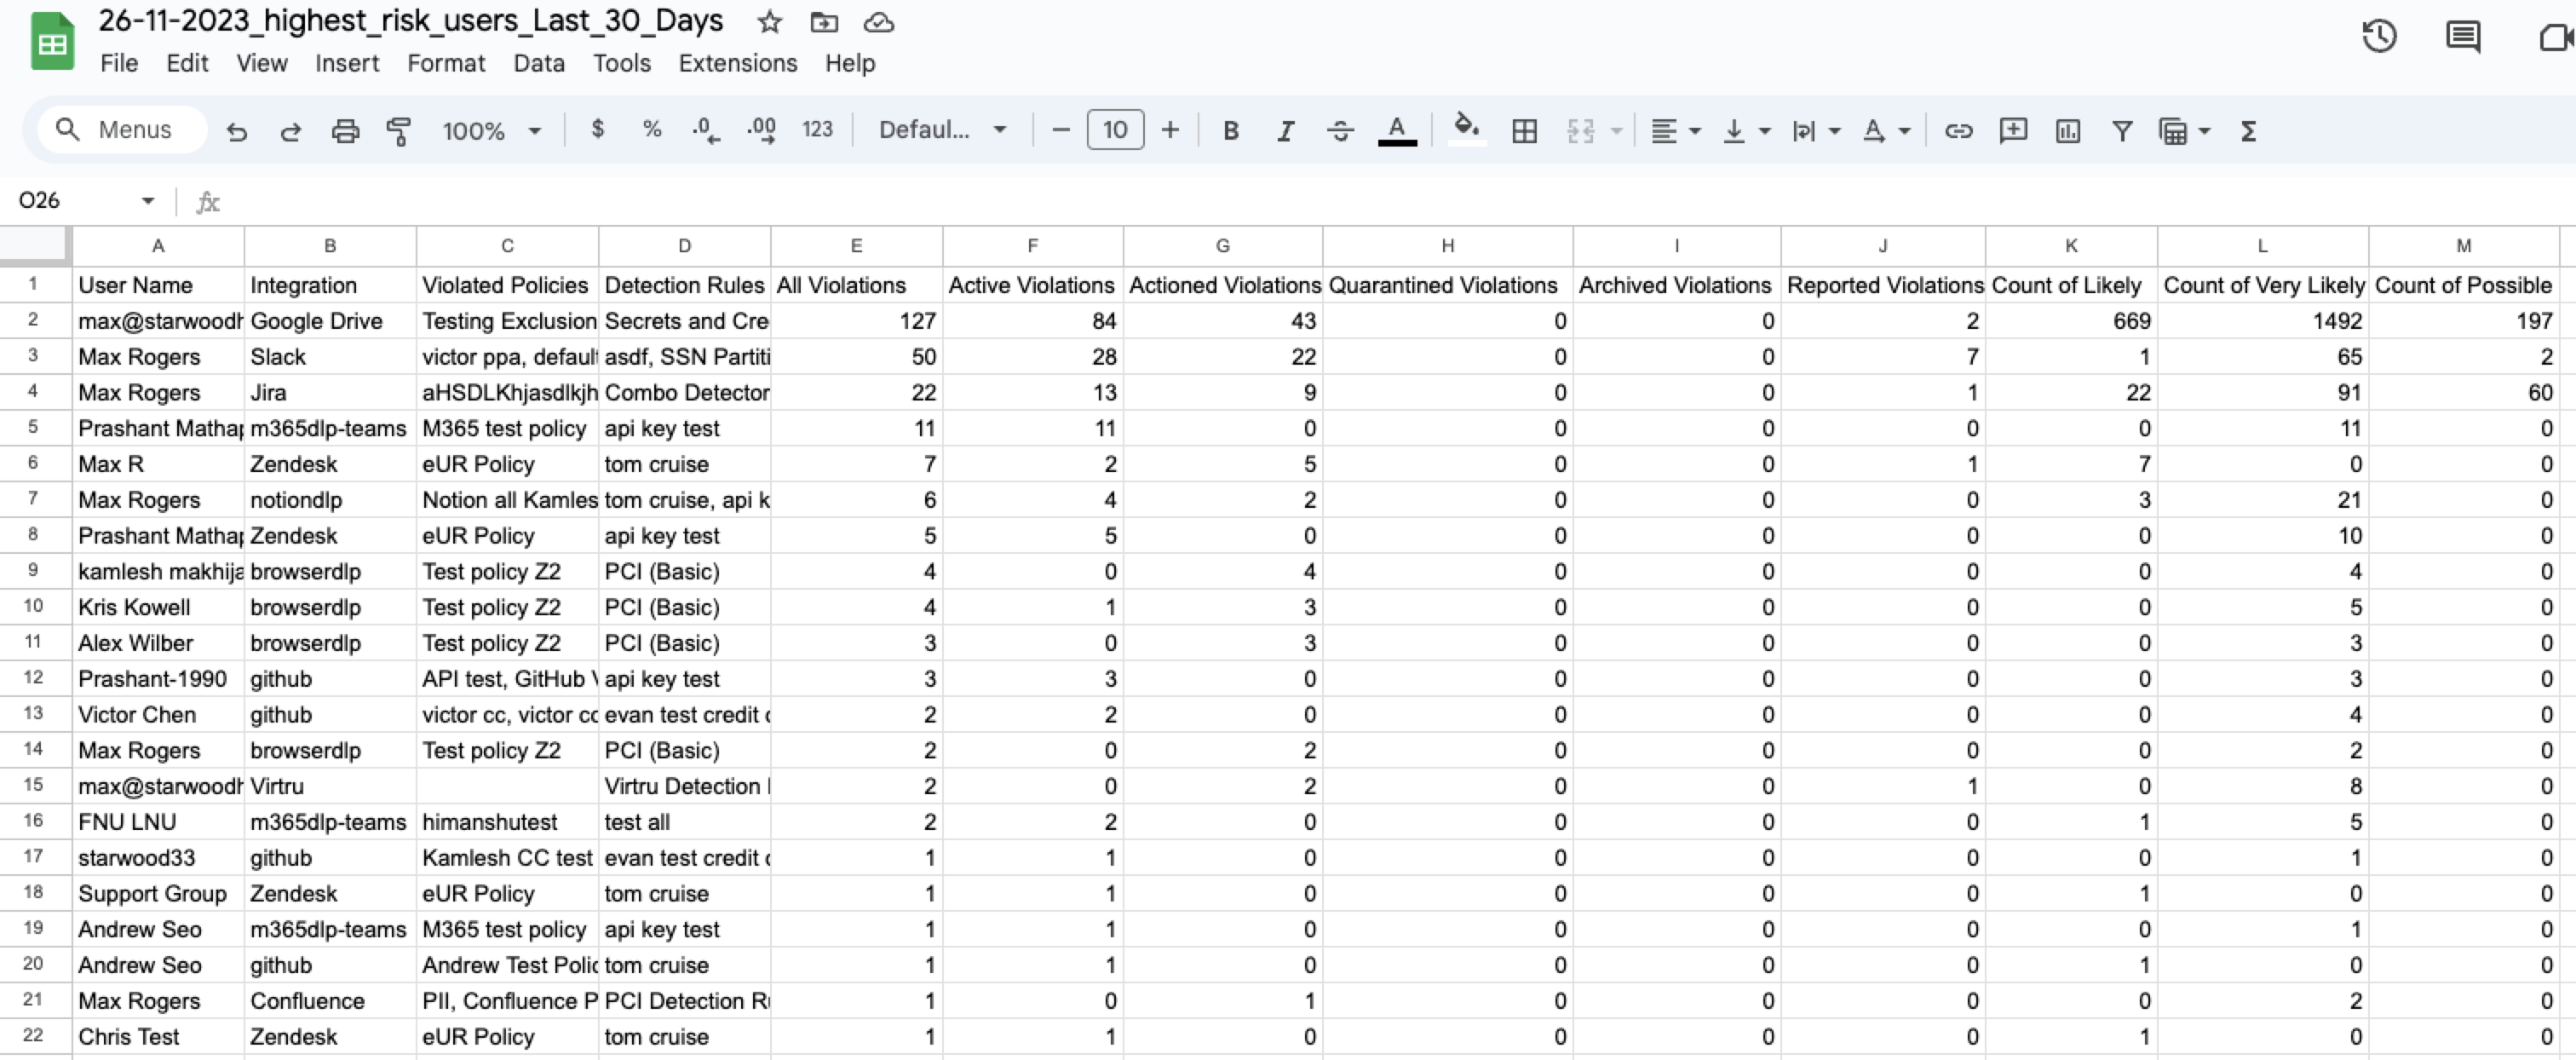 26-11-2023_highest_risk_users_Last_30_Days
File Edit View Insert Format Data Tools Extensions Help
Menus 100% $ % .0 .00 123 Defaul... 10 B I A A Σ
O26 fx
A B C D E F G H I J K L M
1 User Name Integration Violated Policies Detection Rules All Violations Active Violations Actioned Violations Quarantined Violations Archived Violations Reported Violations Count of Likely Count of Very Likely Count of Possible
2 max@starwoodh Google Drive Testing Exclusion Secrets and Cre 127 84 43 0 0 2 669 1492 197
3 Max Rogers Slack victor ppa, default asdf, SSN Partiti 50 28 22 0 0 7 1 65 2
4 Max Rogers Jira aHSDLKhjasdlkjh Combo Detector 22 13 9 0 0 1 22 91 60
5 Prashant Mathap m365dlp-teams M365 test policy api key test 11 11 0 0 0 0 0 11 0
6 Max R Zendesk eUR Policy tom cruise 7 2 5 0 0 1 7 0 0
7 Max Rogers notiondlp Notion all Kamles tom cruise, api k 6 4 2 0 0 0 3 21 0
8 Prashant Mathap Zendesk eUR Policy api key test 5 5 0 0 0 0 0 10 0
9 kamlesh makhija browserdlp Test policy Z2 PCI (Basic) 4 0 4 0 0 0 0 4 0
10 Kris Kowell browserdlp Test policy Z2 PCI (Basic) 4 1 3 0 0 0 0 5 0
11 Alex Wilber browserdlp Test policy Z2 PCI (Basic) 3 0 3 0 0 0 0 3 0
12 Prashant-1990 github API test, GitHub api key test 3 3 0 0 0 0 0 3 0
13 Victor Chen github victor cc, victor cc evan test credit c 2 2 0 0 0 0 0 4 0
14 Max Rogers browserdlp Test policy Z2 PCI (Basic) 2 0 2 0 0 0 0 2 0
15 max@starwoodh Virtru Virtru Detection 2 0 2 0 0 1 0 8 0
16 FNU LNU m365dlp-teams himanshutest test all 2 2 0 0 0 0 1 5 0
17 starwood33 github Kamlesh CC test evan test credit c 1 1 0 0 0 0 0 1 0
18 Support Group Zendesk eUR Policy tom cruise 1 1 0 0 0 0 1 0 0
19 Andrew Seo m365dlp-teams M365 test policy api key test 1 1 0 0 0 0 0 1 0
20 Andrew Seo github Andrew Test Polic tom cruise 1 1 0 0 0 0 1 0 0
21 Max Rogers Confluence PII, Confluence P PCI Detection Ru 1 0 1 0 0 0 0 2 0
22 Chris Test Zendesk eUR Policy tom cruise 1 1 0 0 0 0 1 0 0